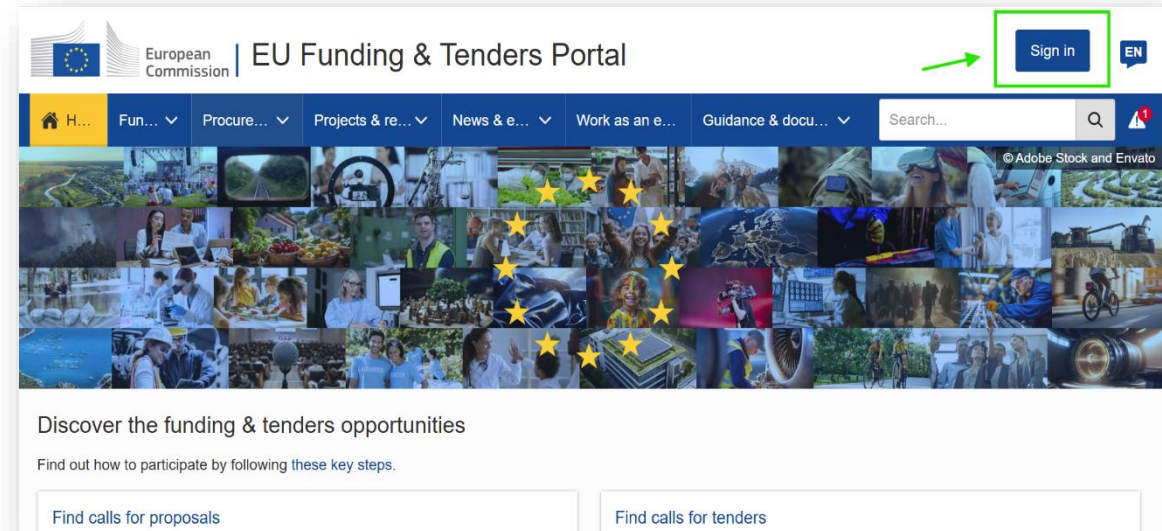 European
Commission
EU Funding & Tenders Portal
Sign in
EN
H...
Fun...
Procure...
Projects & re...
News & e...
Work as an e...
Guidance & docu...
Search...
1
© Adobe Stock and Envato
Discover the funding & tenders opportunities
Find out how to participate by following these key steps.
Find calls for proposals
Find calls for tenders